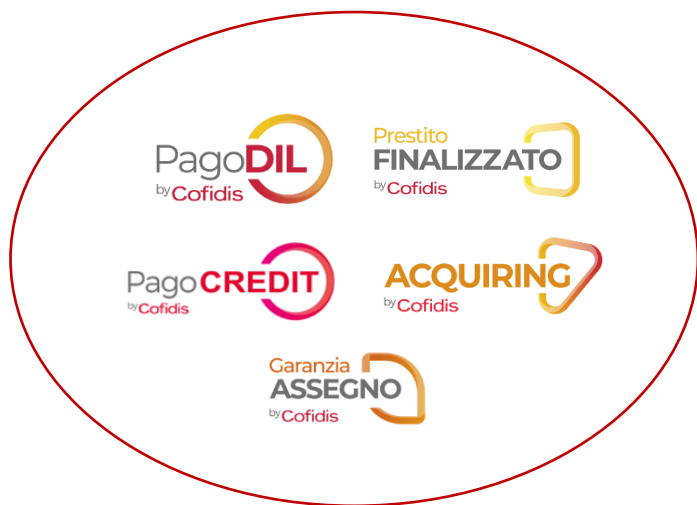 PagoDIL
by Cofidis
Prestito
FINALIZZATO
by Cofidis
PagoCREDIT
by Cofidis
ACQUIRING
by Cofidis
Garanzia
ASSEGNO
by Cofidis